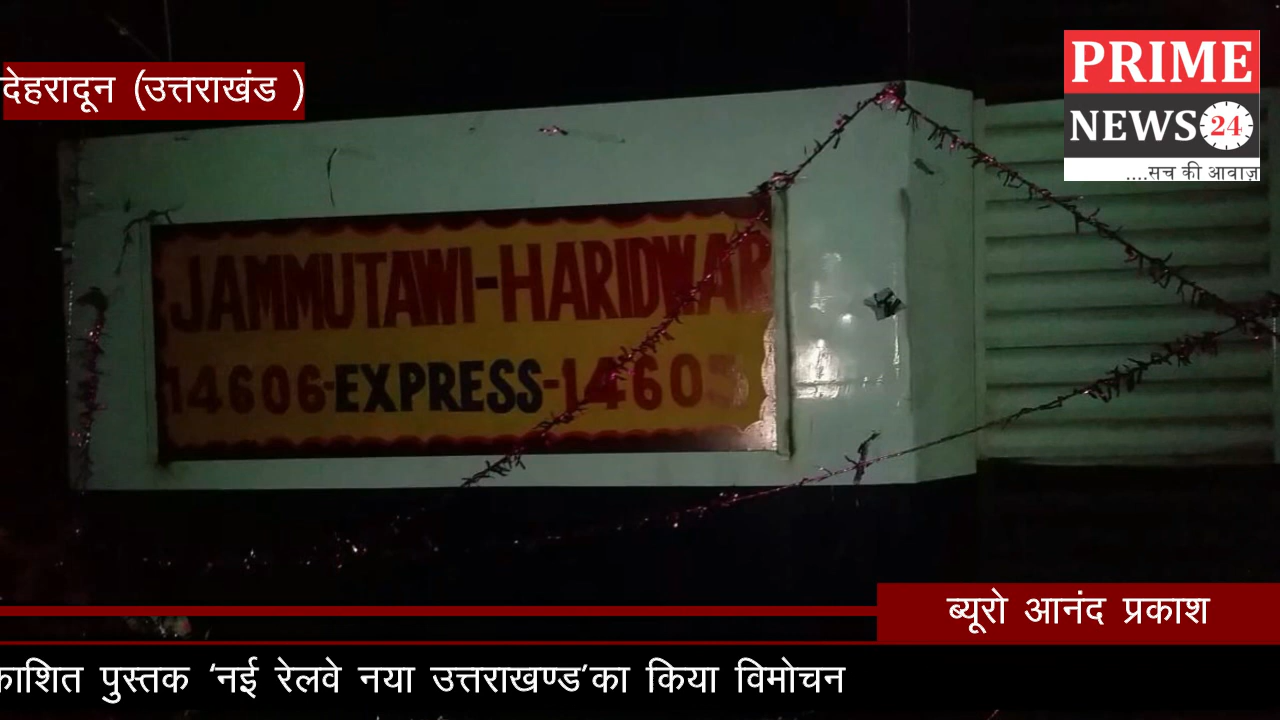 देहरादून (उत्तराखंड )
PRIME
NEWS 24
....सच की आवाज़
JAMMUTAWI-HARIDWAR
14606-EXPRESS-14605
ब्यूरो आनंद प्रकाश
काशित पुस्तक ‘नई रेलवे नया उत्तराखण्ड’का किया विमोचन